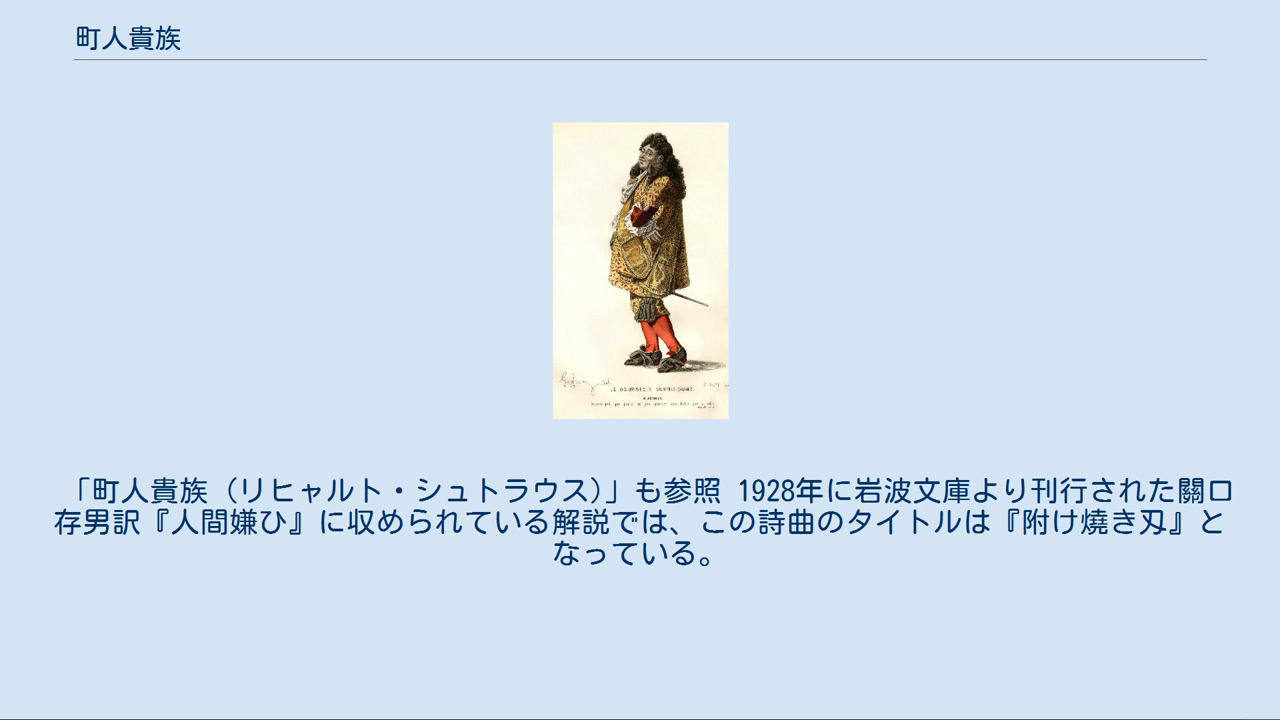 町人貴族
「町人貴族（リヒャルト・シュトラウス）」も参照 1928年に岩波文庫より刊行された關口
存男訳『人間嫌ひ』に収められている解説では、この詩曲のタイトルは『附け燒き刄』と
なっている。